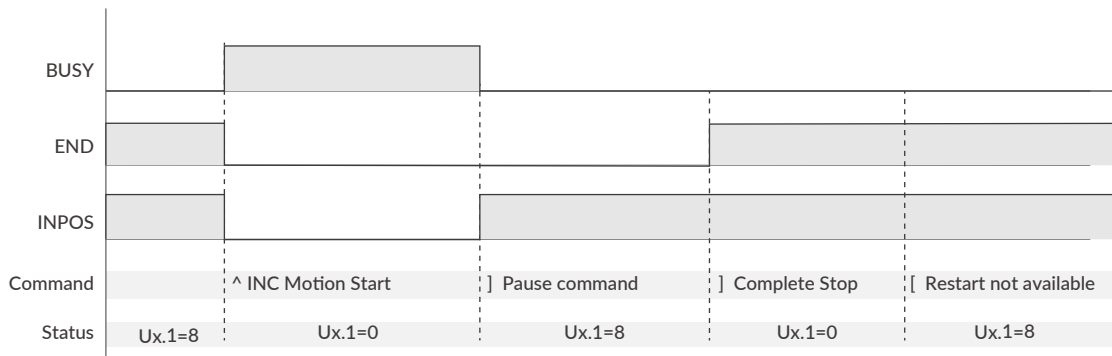 BUSY
END
INPOS
Command ^ INC Motion Start ] Pause command ] Complete Stop [ Restart not available
Status Ux.1=8 Ux.1=0 Ux.1=8 Ux.1=0 Ux.1=8